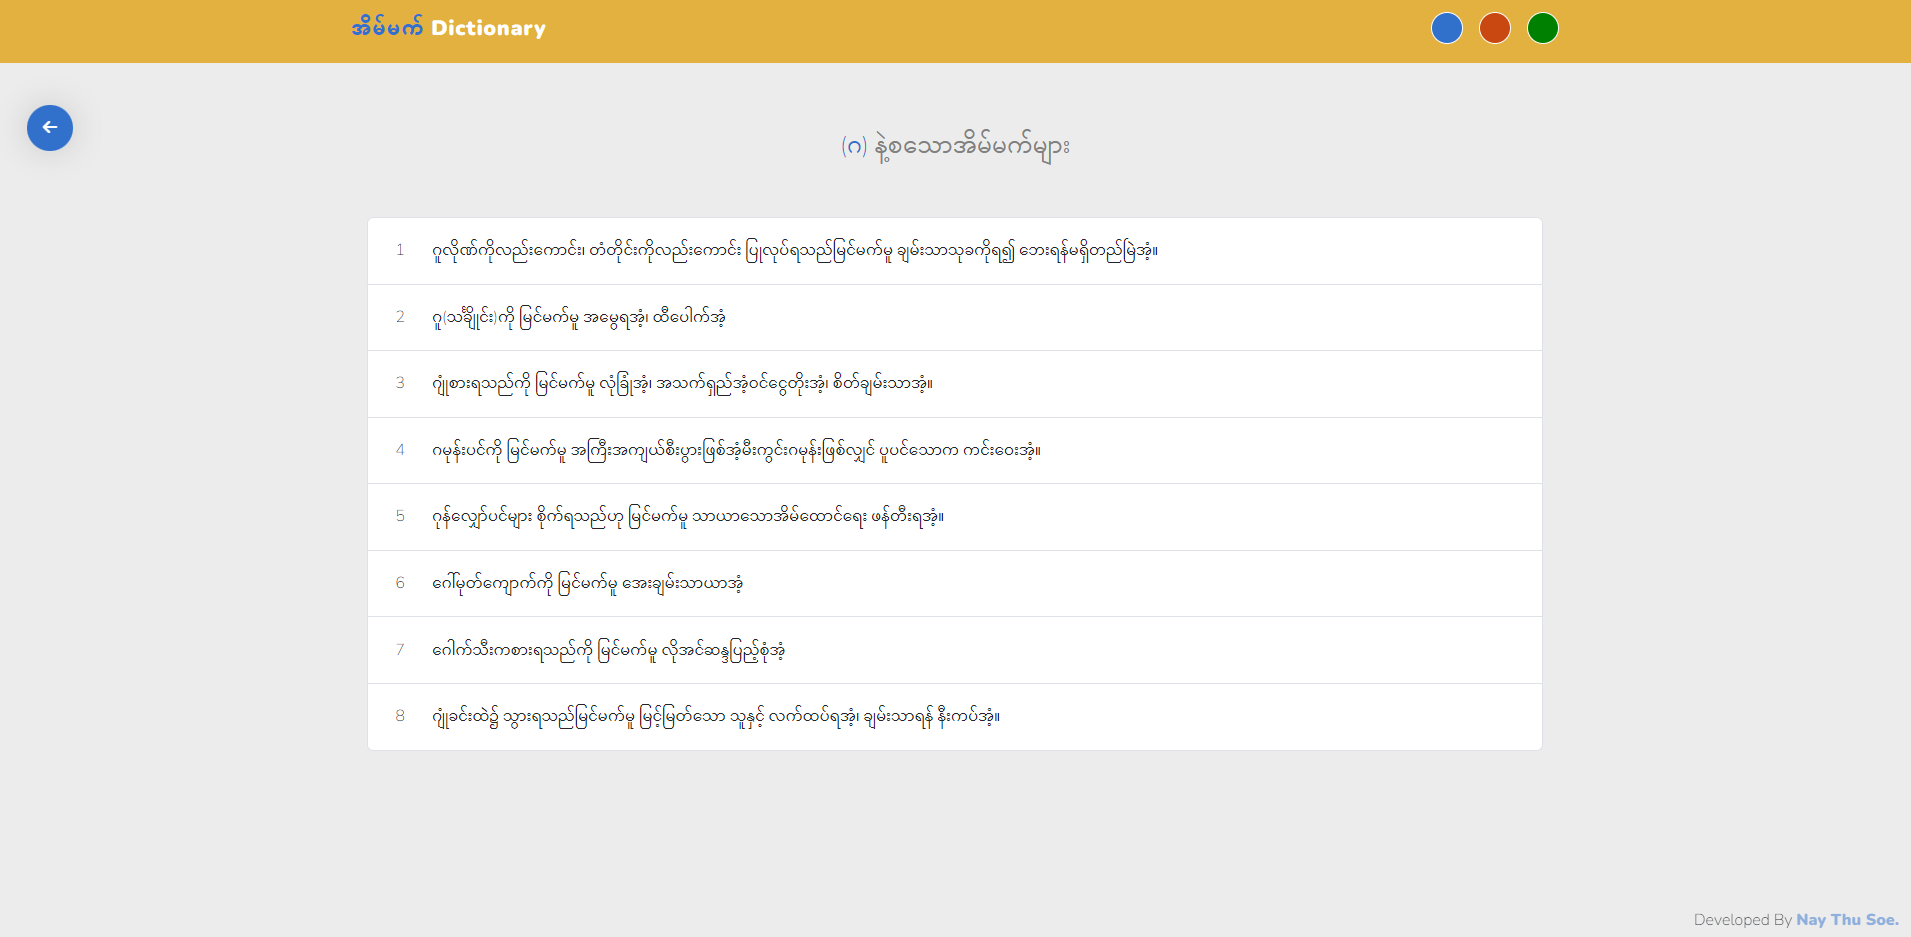 အိမ်မက် Dictionary
(ဂ) နဲ့စသောအိမ်မက်များ
1 ဂူလိုဏ်ကိုလည်းကောင်း၊ တံတိုင်းကိုလည်းကောင်း ပြုလုပ်ရသည်မြင်မက်မူ ချမ်းသာသုခကိုရ၍ ဘေးရန်မရှိတည်မြဲအံ့။
2 ဂူ(သင်္ချိုင်း)ကို မြင်မက်မူ အမွေရအံ့၊ ထီပေါက်အံ့
3 ဂျုံစားရသည်ကို မြင်မက်မူ လုံခြုံအံ့၊ အသက်ရှည်အံ့ဝင်ငွေတိုးအံ့၊ စိတ်ချမ်းသာအံ့။
4 ဂမုန်းပင်ကို မြင်မက်မူ အကြီးအကျယ်စီးပွားဖြစ်အံ့မီးကွင်းဂမုန်းဖြစ်လျှင် ပူပင်သောက ကင်းဝေးအံ့။
5 ဂုန်လျှော်ပင်များ စိုက်ရသည်ဟု မြင်မက်မူ သာယာသောအိမ်ထောင်ရေး ဖန်တီးရအံ့။
6 ဂေါ်မုတ်ကျောက်ကို မြင်မက်မူ အေးချမ်းသာယာအံ့
7 ဂေါက်သီးကစားရသည်ကို မြင်မက်မူ လိုအင်ဆန္ဒပြည့်စုံအံ့
8 ဂျုံခင်းထဲ၌ သွားရသည်မြင်မက်မူ မြင့်မြတ်သော သူနှင့် လက်ထပ်ရအံ့၊ ချမ်းသာရန် နီးကပ်အံ့။
Developed By Nay Thu Soe.